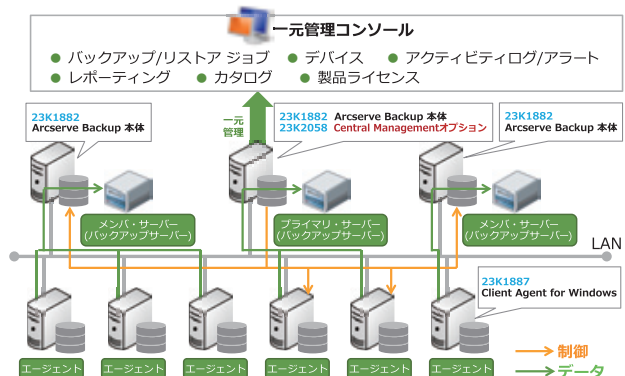 一元管理コンソール
● バックアップ/リストア ジョブ ● デバイス ● アクティビティログ/アラート
● レポーティング ● カタログ ● 製品ライセンス
23K1882
Arcserve Backup 本体
一元
管理
23K1882 Arcserve Backup 本体
23K2058 Central Managementオプション
23K1882
Arcserve Backup 本体
メンバ・サーバー
(バックアップサーバー)
プライマリ・サーバー
(バックアップサーバー)
メンバ・サーバー
(バックアップサーバー)
LAN
23K1887
Client Agent for Windows
エージェント
エージェント
エージェント
エージェント
エージェント
エージェント
制御
データ